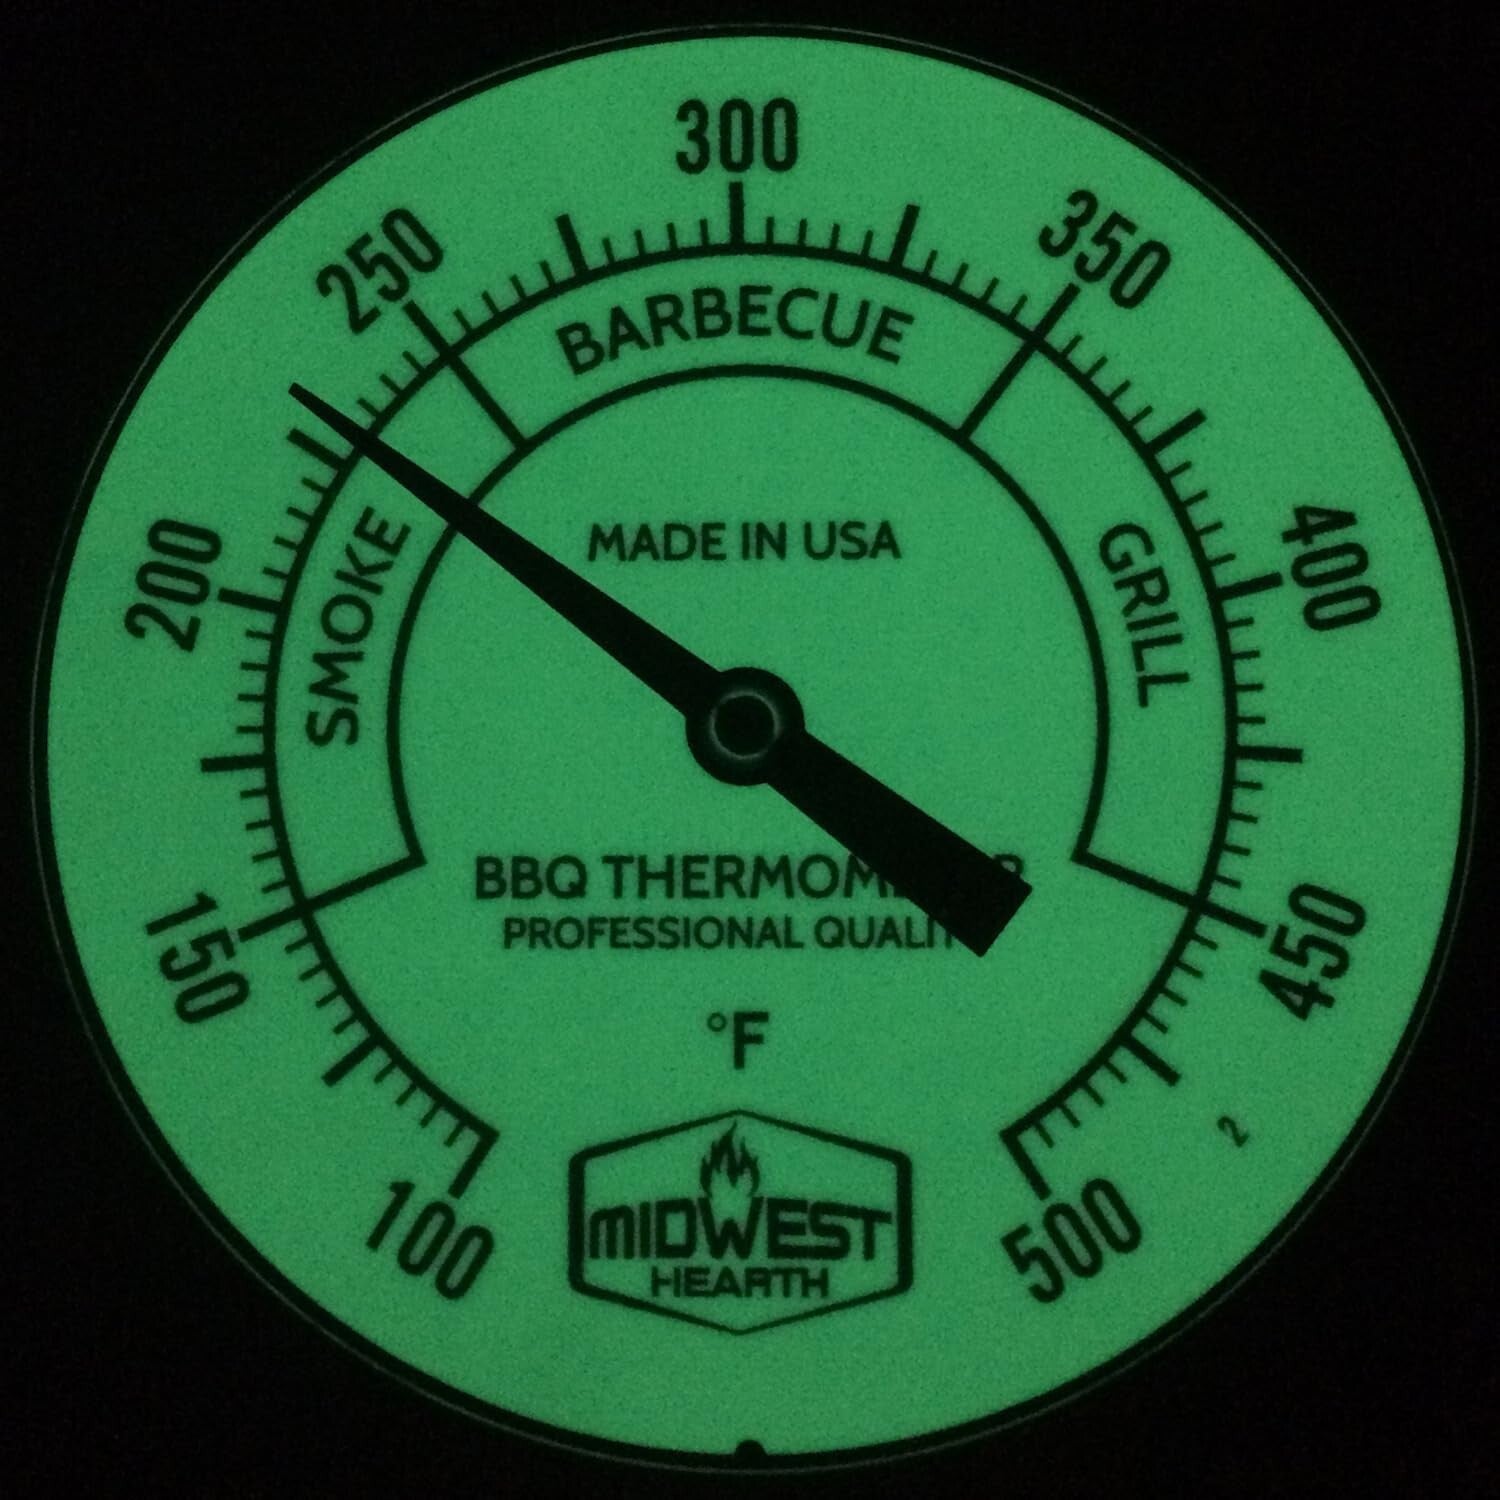 300
250
350
BARBECUE
200
400
SMOKE
MADE IN USA
GRILL
BBQ
PROFESSIONAL
150
450
°F
2
100
500
MIDWEST
HEARTH